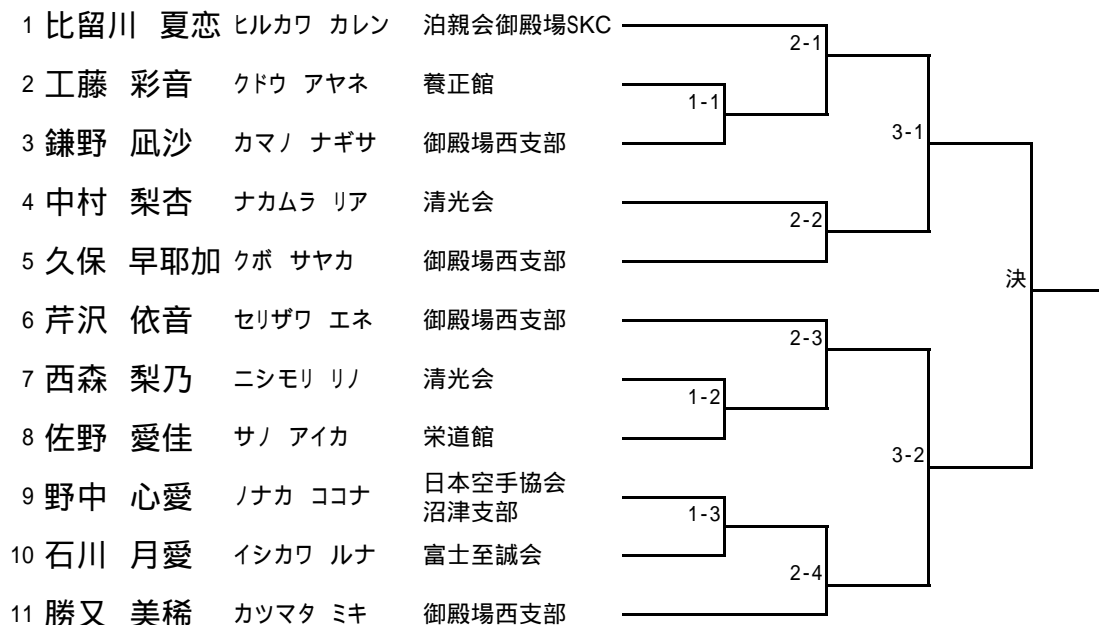 1 比留川 夏恋 ヒルカワ カレン 泊親会御殿場SKC
2-1
2 工藤 彩音 クドウ アヤネ 養正館
1-1
3 鎌野 凪沙 カマノ ナギサ 御殿場西支部
3-1
4 中村 梨杏 ナカムラ リア 清光会
2-2
5 久保 早耶加 クボ サヤカ 御殿場西支部
決
6 芹沢 依音 セリザワ エネ 御殿場西支部
2-3
7 西森 梨乃 ニシモリ リノ 清光会
1-2
8 佐野 愛佳 サノ アイカ 栄道館
3-2
9 野中 心愛 ノナカ ココナ 日本空手協会
沼津支部
1-3
10 石川 月愛 イシカワ ルナ 富士至誠会
2-4
11 勝又 美稀 カツマタ ミキ 御殿場西支部